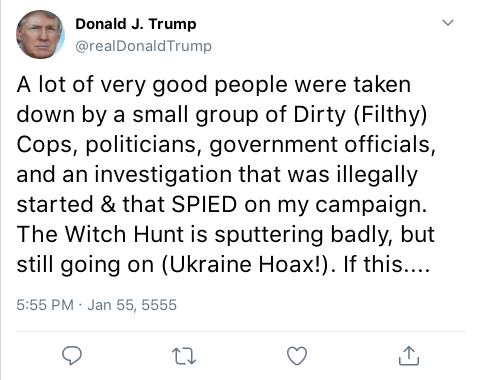 Donald J. Trump
@realDonaldTrump
A lot of very good people were taken
down by a small group of Dirty (Filthy)
Cops, politicians, government officials,
and an investigation that was illegally
started & that SPIED on my campaign.
The Witch Hunt is sputtering badly, but
still going on (Ukraine Hoax!). If this....
5:55 PM · Jan 55, 5555